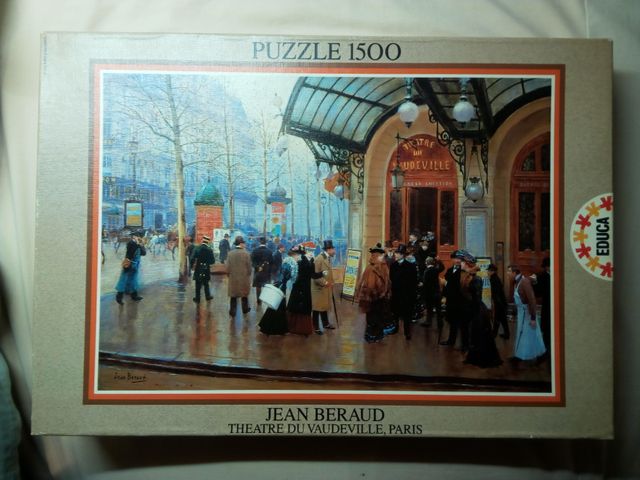 PUZZLE 1500
THEATRE
DU
VAUDEVILLE
EDUCA
Jean Beraud
JEAN BERAUD
THEATRE DU VAUDEVILLE, PARIS